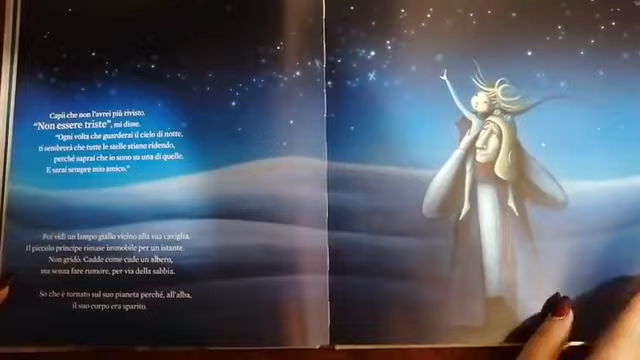 Capii che non l'avrei più rivisto.
"Non essere triste", mi disse.
"Ogni volta che guarderai il cielo di notte,
ti sembrerà che tutte le stelle stiano ridendo,
perché saprai che io sono su una di quelle.
E sarai sempre mio amico."
Poi vidi un lampo giallo vicino alla sua caviglia.
Il piccolo principe rimase immobile per un istante.
Non gridò. Cadde come cade un albero,
ma senza fare rumore, per via della sabbia.
So che è tornato sul suo pianeta perché, all'alba,
il suo corpo era sparito.